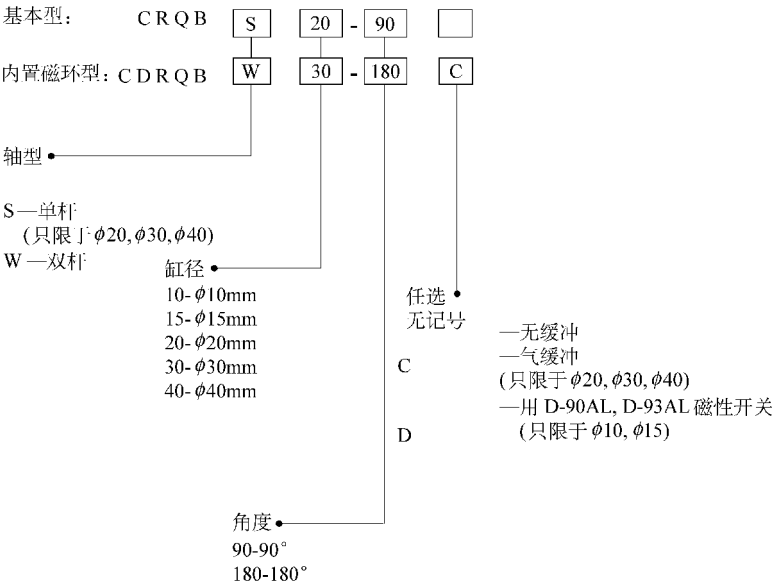 基本型： CRQB S 20 - 90
内置磁环型：CDRQB W 30 - 180 C
轴型
S—单杆
(只限于ϕ20,ϕ30,ϕ40)
W—双杆
缸径
10-ϕ10mm
15-ϕ15mm
20-ϕ20mm
30-ϕ30mm
40-ϕ40mm
任选
无记号 —无缓冲
C —气缓冲
(只限于ϕ20,ϕ30,ϕ40)
D —用 D-90AL, D-93AL 磁性开关
(只限于ϕ10, ϕ15)
角度
90-90°
180-180°